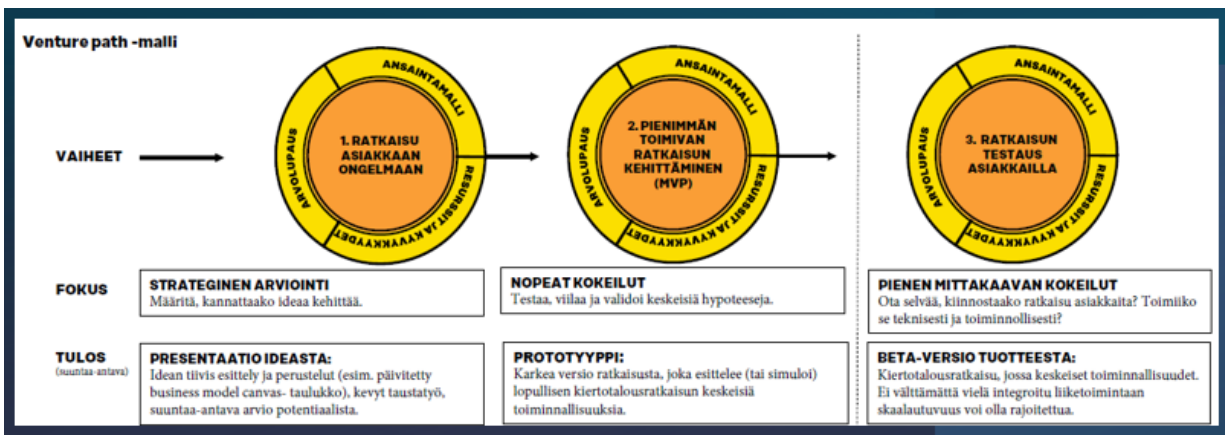 Venture path -malli
VAIHEET
ANSAINTAMALLI
ARVOLUPAUS
RESURSSIT JA KYVYKKYYDET
1. RATKAISU
ASIAKKAAN
ONGELMAAN
ANSAINTAMALLI
ARVOLUPAUS
RESURSSIT JA KYVYKKYYDET
2. PIENIMMÄN
TOIMIVAN
RATKAISUN
KEHITTÄMINEN
(MVP)
ANSAINTAMALLI
ARVOLUPAUS
RESURSSIT JA KYVYKKYYDET
3. RATKAISUN
TESTAUS
ASIAKKAILLA
FOKUS
STRATEGINEN ARVIOINTI
Määritä, kannattaako ideaa kehittää.
NOPEAT KOKEILUT
Testaa, viilaa ja validoi keskeisiä hypoteeseja.
PIENEN MITTAKAAVAN KOKEILUT
Ota selvää, kiinnostaako ratkaisu asiakkaita? Toimiiko
se teknisesti ja toiminnollisesti?
TULOS
(suuntaa-antava)
PRESENTAATIO IDEASTA:
Idean tiivis esittely ja perustelut (esim. päivitetty
business model canvas- taulukko), kevyt taustatyö,
suuntaa-antava arvio potentiaalista.
PROTOTYYPPI:
Karkea versio ratkaisusta, joka esittelee (tai simuloi)
lopullisen kiertotalousratkaisun keskeisiä
toiminnallisuuksia.
BETA-VERSIO TUOTTEESTA:
Kiertotalousratkaisu, jossa keskeiset toiminnallisuudet.
Ei välttämättä vielä integroitu liiketoimintaan
skaalautuvuus voi olla rajoitettua.